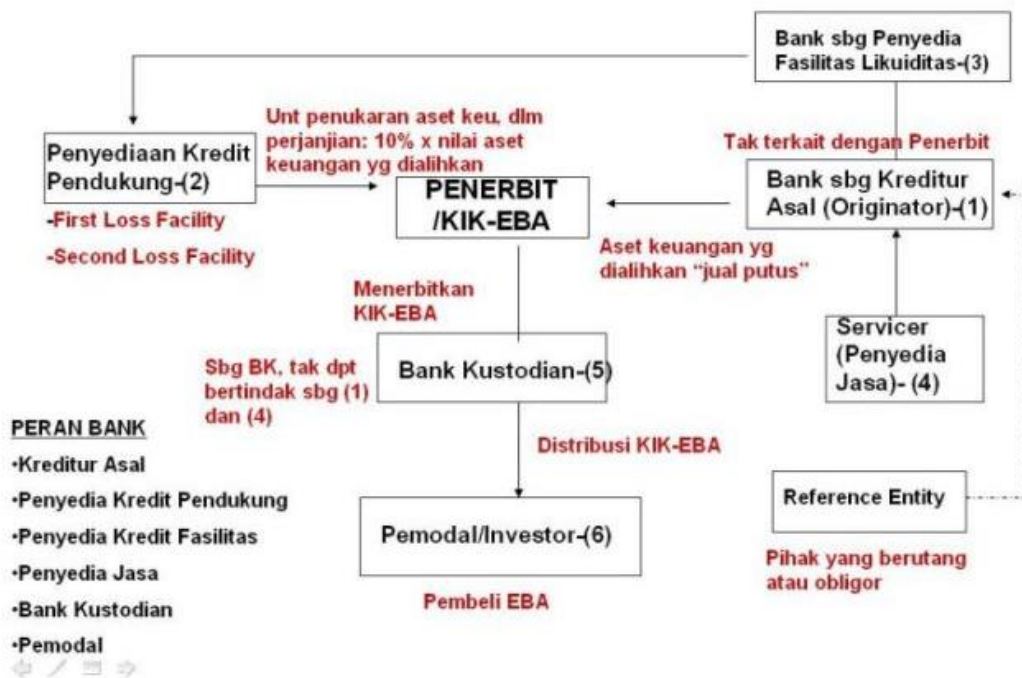 Bank sbg Penyedia
Fasilitas Likuiditas-(3)
Unt penukaran aset keu, dlm
perjanjian: 10% x nilai aset
keuangan yg dialihkan
Tak terkait dengan Penerbit
Penyediaan Kredit
Pendukung-(2)
-First Loss Facility
-Second Loss Facility
PENERBIT
/KIK-EBA
Bank sbg Kreditur
Asal (Originator)-(1)
Aset keuangan yg
dialihkan “jual putus”
Menerbitkan
KIK-EBA
Servicer
(Penyedia
Jasa)- (4)
Sbg BK, tak dpt
bertindak sbg (1)
dan (4)
Bank Kustodian-(5)
Distribusi KIK-EBA
PERAN BANK
•Kreditur Asal
•Penyedia Kredit Pendukung
•Penyedia Kredit Fasilitas
•Penyedia Jasa
•Bank Kustodian
•Pemodal
Pemodal/Investor-(6)
Pembeli EBA
Reference Entity
Pihak yang berutang
atau obligor